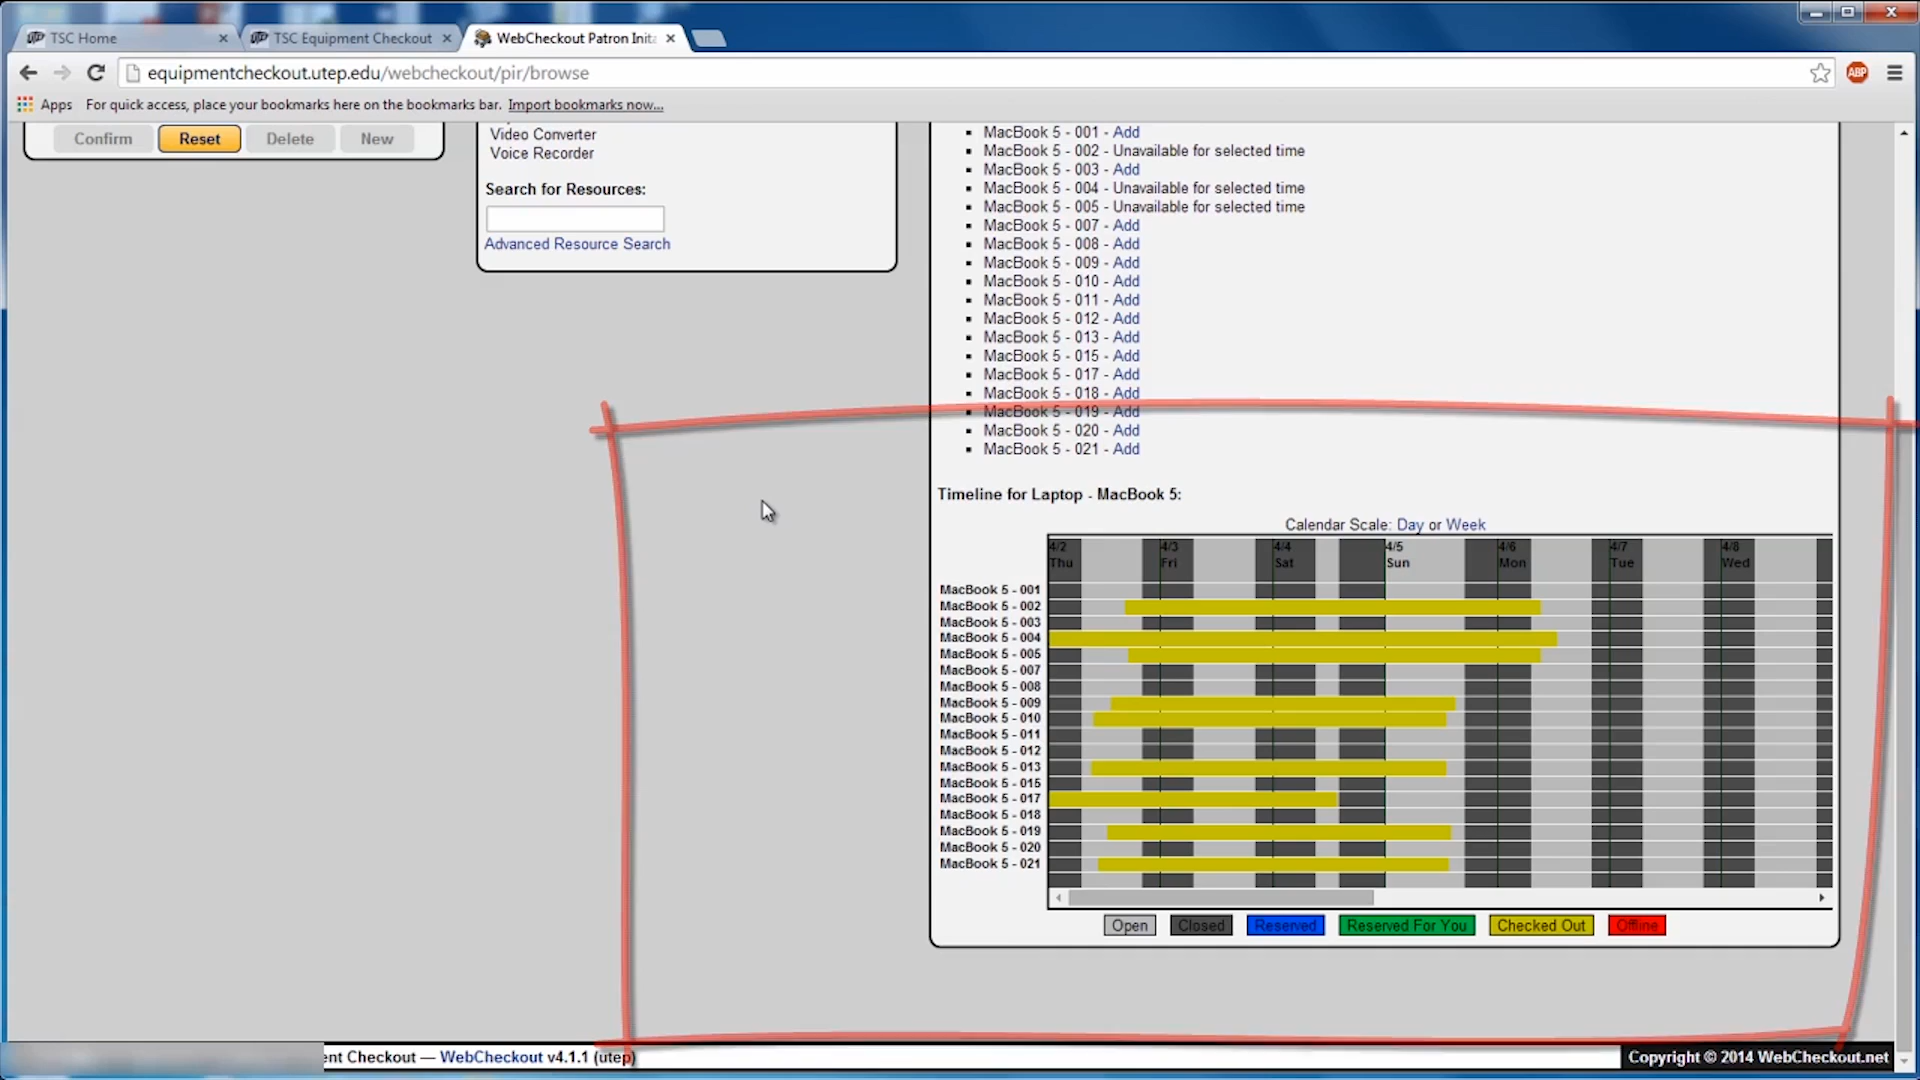 TSC Home
TSC Equipment Checkout
WebCheckout Patron Inita
equipmentcheckout.utep.edu/webcheckout/pir/browse
ABP
Apps For quick access, place your bookmarks here on the bookmarks bar. Import bookmarks now...
Confirm Reset Delete New
Video Converter
Voice Recorder
Search for Resources:
Advanced Resource Search
MacBook 5 - 001 - Add
MacBook 5 - 002 - Unavailable for selected time
MacBook 5 - 003 - Add
MacBook 5 - 004 - Unavailable for selected time
MacBook 5 - 005 - Unavailable for selected time
MacBook 5 - 007 - Add
MacBook 5 - 008 - Add
MacBook 5 - 009 - Add
MacBook 5 - 010 - Add
MacBook 5 - 011 - Add
MacBook 5 - 012 - Add
MacBook 5 - 013 - Add
MacBook 5 - 015 - Add
MacBook 5 - 017 - Add
MacBook 5 - 018 - Add
MacBook 5 - 019 - Add
MacBook 5 - 020 - Add
MacBook 5 - 021 - Add
Timeline for Laptop - MacBook 5:
Calendar Scale: Day or Week
4/2 4/3 4/4 4/5 4/6 4/7 4/8
Thu Fri Sat Sun Mon Tue Wed
MacBook 5 - 001
MacBook 5 - 002
MacBook 5 - 003
MacBook 5 - 004
MacBook 5 - 005
MacBook 5 - 007
MacBook 5 - 008
MacBook 5 - 009
MacBook 5 - 010
MacBook 5 - 011
MacBook 5 - 012
MacBook 5 - 013
MacBook 5 - 015
MacBook 5 - 017
MacBook 5 - 018
MacBook 5 - 019
MacBook 5 - 020
MacBook 5 - 021
Open Closed Reserved Reserved For You Checked Out Offline
ent Checkout — WebCheckout v4.1.1 (utep)
Copyright © 2014 WebCheckout.net